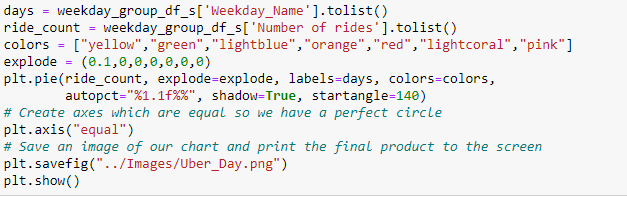 days = weekday_group_df_s['Weekday_Name'].tolist()
ride_count = weekday_group_df_s['Number of rides'].tolist()
colors = ["yellow","green","lightblue","orange","red","lightcoral","pink"]
explode = (0.1,0,0,0,0,0,0)
plt.pie(ride_count, explode=explode, labels=days, colors=colors,
        autopct="%1.1f%%", shadow=True, startangle=140)
# Create axes which are equal so we have a perfect circle
plt.axis("equal")
# Save an image of our chart and print the final product to the screen
plt.savefig("../Images/Uber_Day.png")
plt.show()